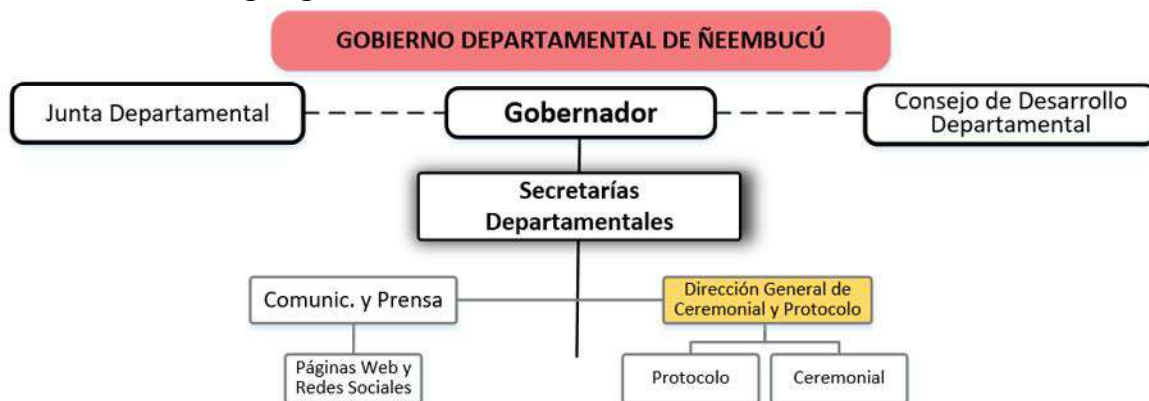 GOBIERNO DEPARTAMENTAL DE ÑEEMBUCÚ
Junta Departamental
Gobernador
Consejo de Desarrollo
Departamental
Secretarías
Departamentales
Comunic. y Prensa
Dirección General de
Ceremonial y Protocolo
Páginas Web y
Redes Sociales
Protocolo
Ceremonial